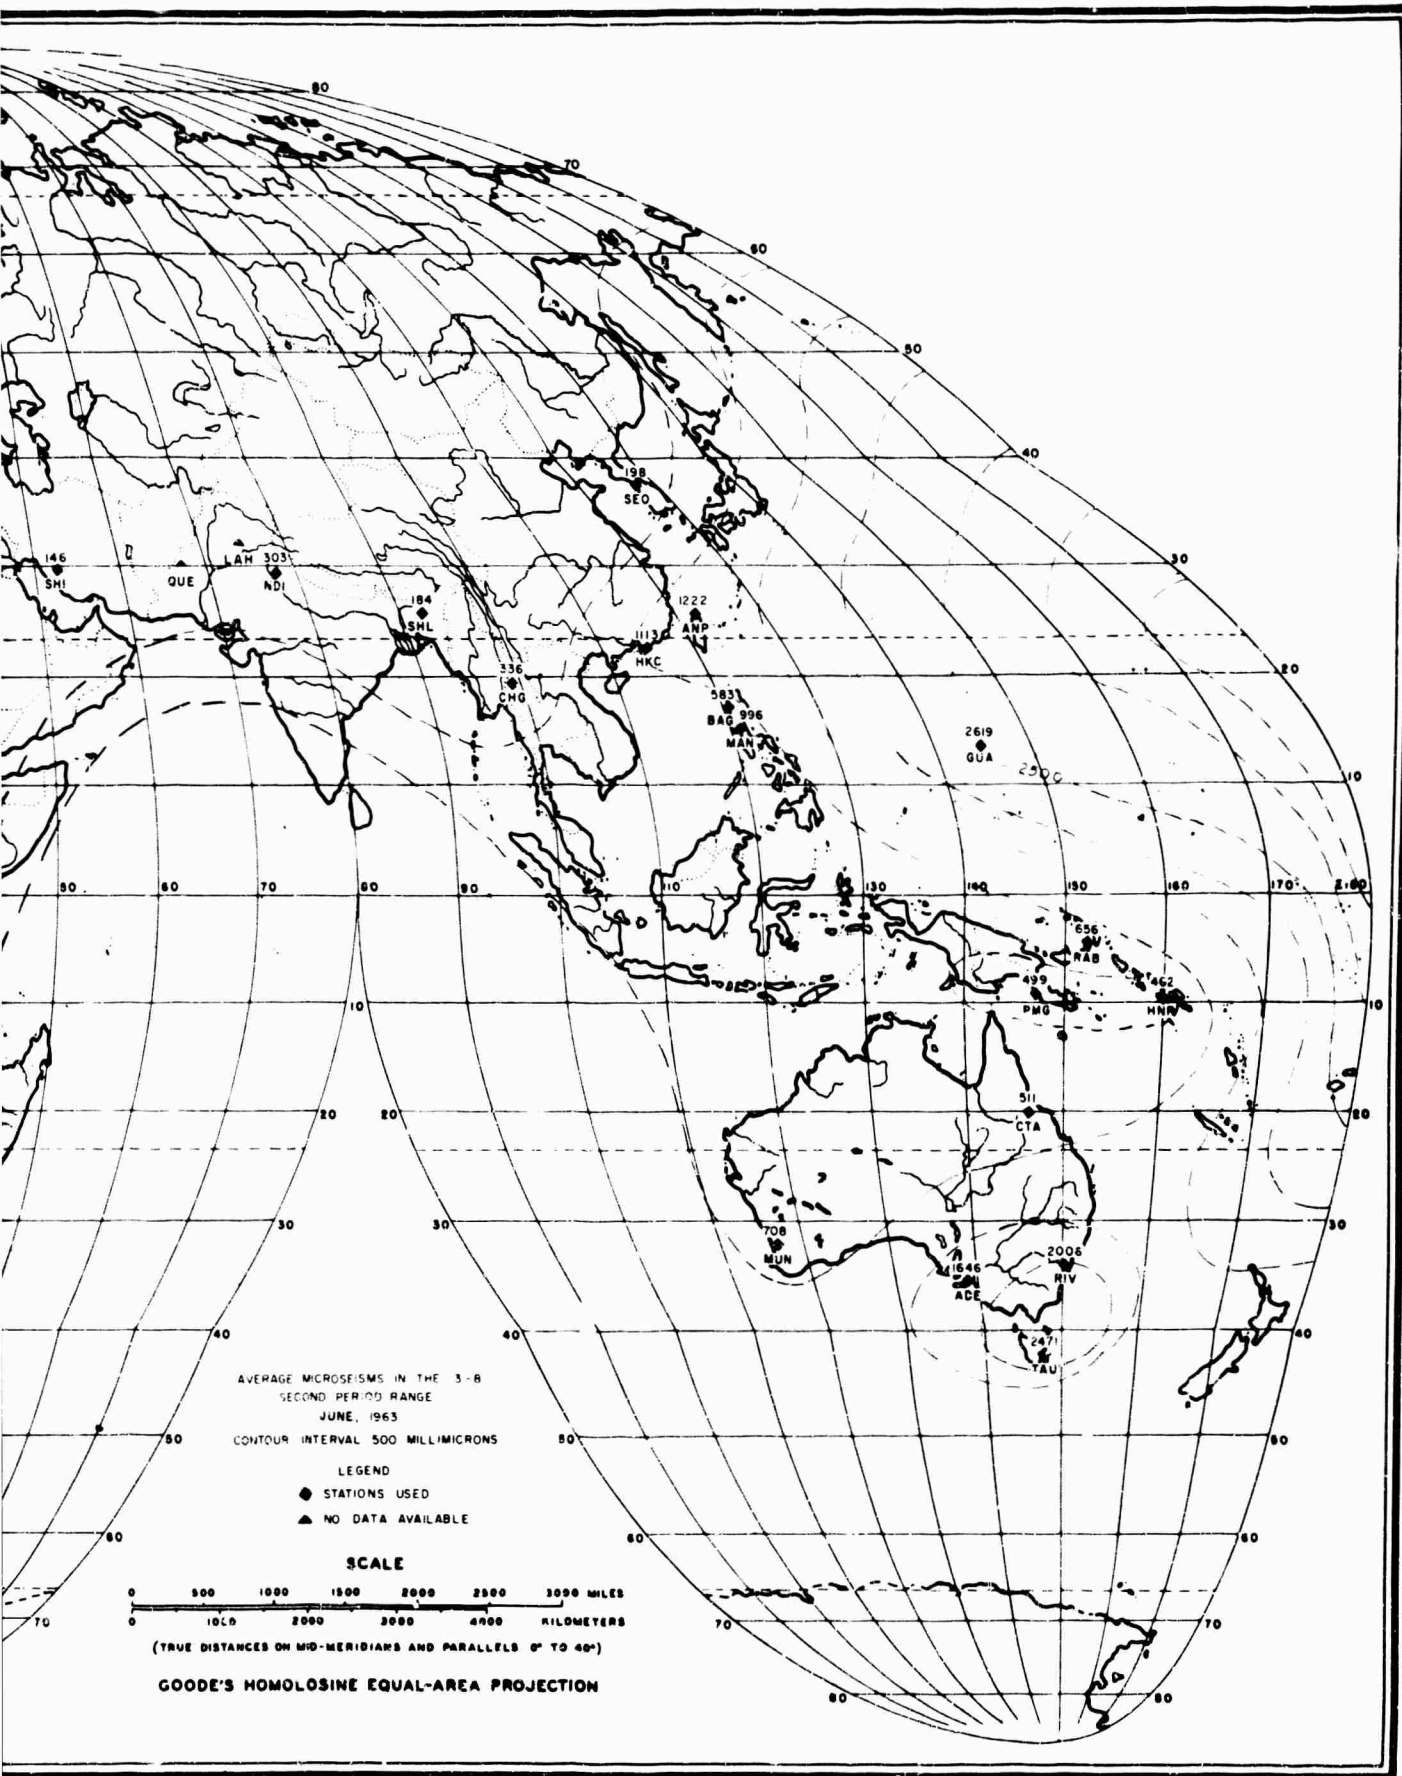 80
70
60
50
40
198
SEO
30
146
SHI
QUE
LAH 303
NDI
184
SHL
1222
ANP
1113
HKC
20
336
CHG
583
BAG 996
MAN
2619
GUA
2500
10
50 60 70 80 90 110 130 140 150 160 170° 180
656
RAB
499
PMG
462
HNR
10 10
511
CTA
20 20 20
30 30 30
708
MUN
2006
RIV
1646
ADE
40 40 40
2471
TAU
AVERAGE MICROSEISMS IN THE 3-8
SECOND PERIOD RANGE
JUNE, 1963
CONTOUR INTERVAL 500 MILLIMICRONS
50 50 50
LEGEND
STATIONS USED
NO DATA AVAILABLE
60 60 60
SCALE
0 500 1000 1500 2000 2500 3000 MILES
0 1000 2000 3000 4400 KILOMETERS
70 70 70
(TRUE DISTANCES ON MID-MERIDIANS AND PARALLELS 0° TO 40°)
GOODE'S HOMOLOSINE EQUAL-AREA PROJECTION
80 80